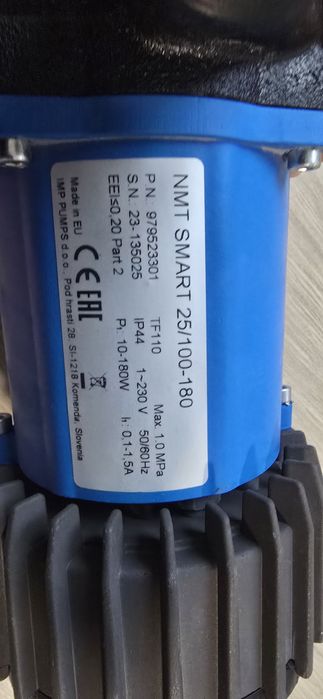 NMT SMART 25/100-180
Max. 1.0 MPa
P.N.: 979523301 TF110 1~230 V 50/60 Hz
S.N.: 23-135025 IP44
EEI≤0,20 Part 2 P₁: 10-180W I₁: 0,1-1,5A
CE EAC
Made in EU
IMP PUMPS d.o.o., Pod hrasti 28, SI-1218 Komenda, Slovenia